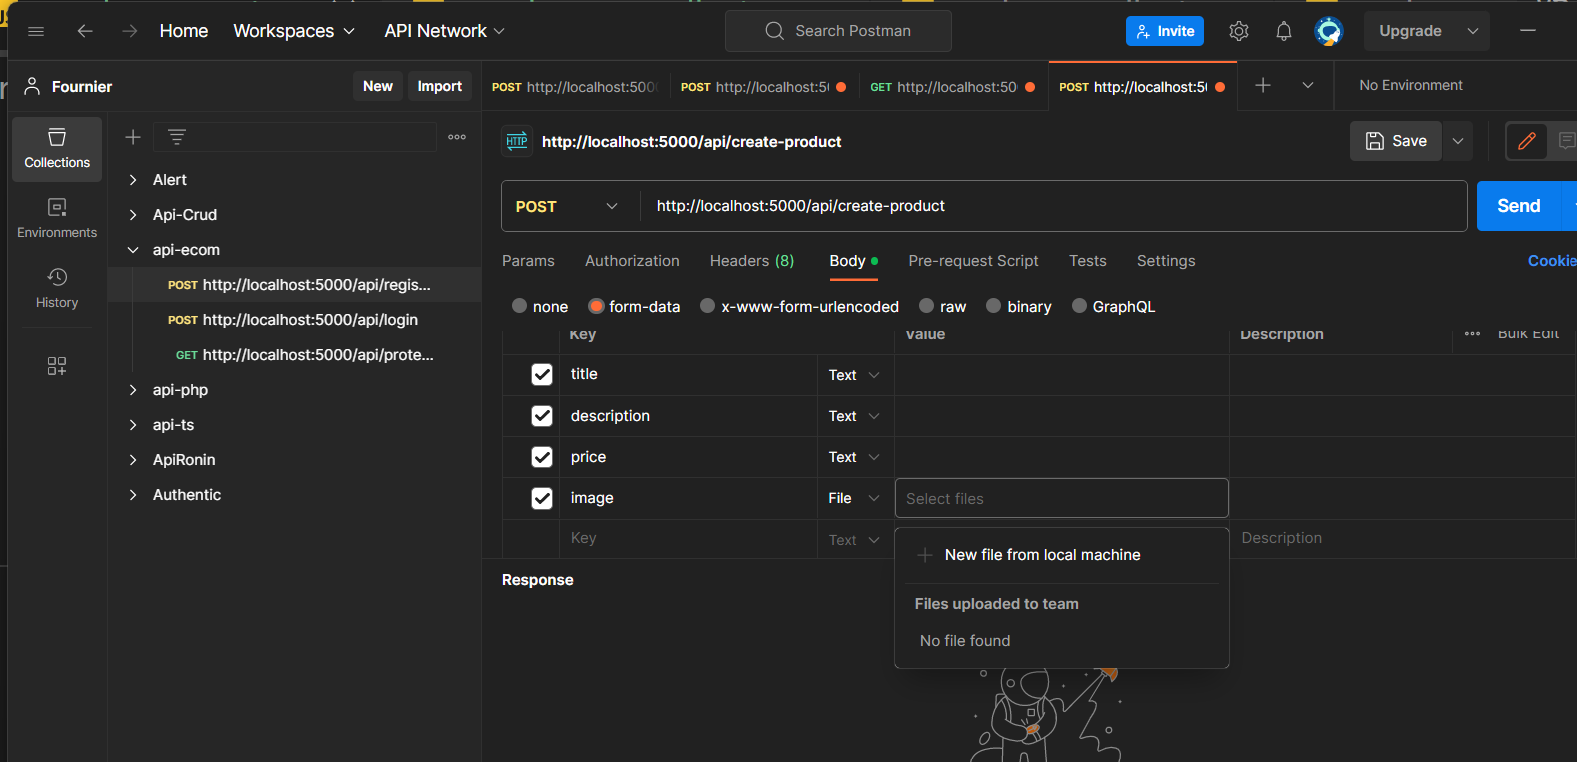 Home
Workspaces
API Network
Search Postman
Invite
Upgrade
Fournier
New
Import
POST http://localhost:500
POST http://localhost:5
GET http://localhost:50
POST http://localhost:5
No Environment
Collections
Environments
History
Alert
Api-Crud
api-ecom
POST http://localhost:5000/api/regis...
POST http://localhost:5000/api/login
GET http://localhost:5000/api/prote...
api-php
api-ts
ApiRonin
Authentic
HTTP http://localhost:5000/api/create-product
Save
POST http://localhost:5000/api/create-product
Send
Params Authorization Headers (8) Body Pre-request Script Tests Settings Cookie
none form-data x-www-form-urlencoded raw binary GraphQL
Key Value Description ••• Bulk Edit
title Text
description Text
price Text
image File Select files
Key Text Description
New file from local machine
Files uploaded to team
No file found
Response